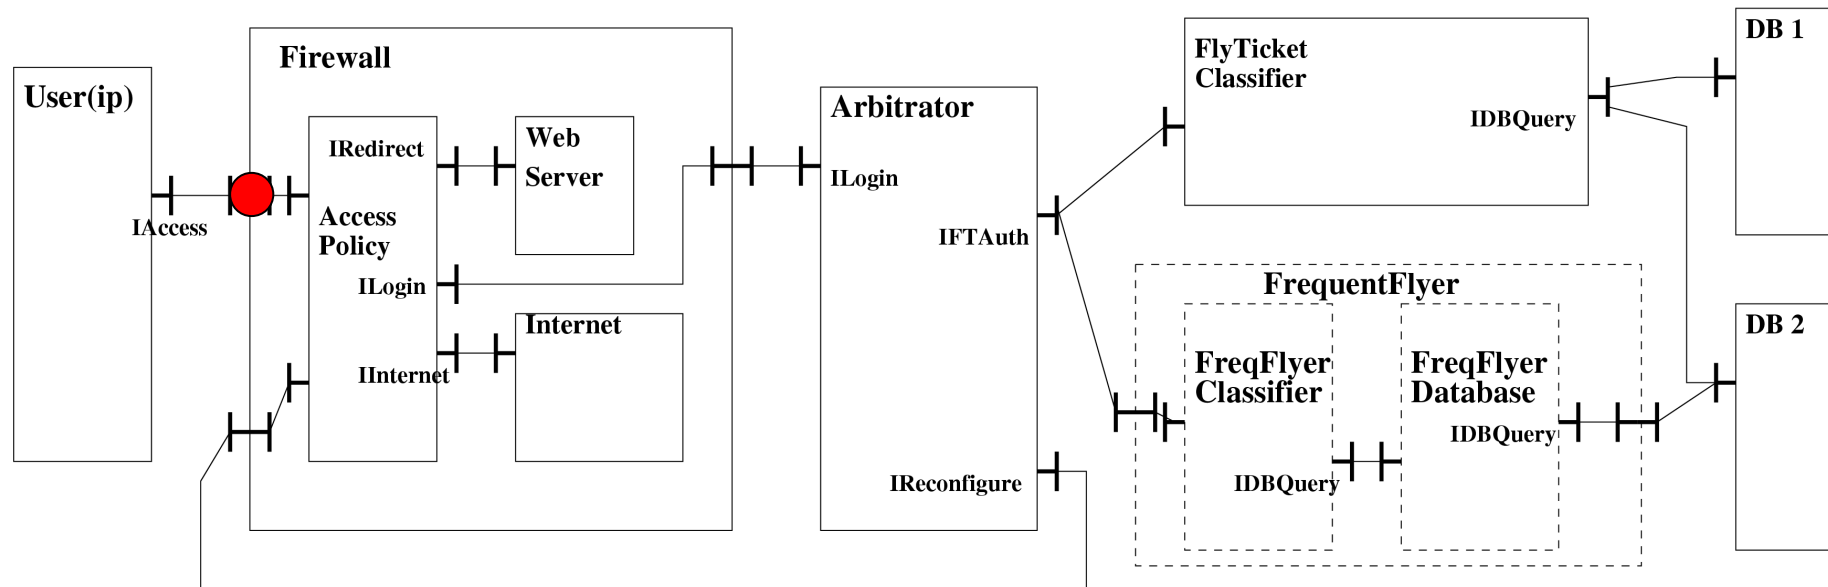 User(ip)
IAccess
Firewall
IRedirect
Access
Policy
ILogin
IInternet
Web
Server
Internet
Arbitrator
ILogin
IFTAuth
IReconfigure
FlyTicket
Classifier
IDBQuery
FrequentFlyer
FreqFlyer
Classifier
IDBQuery
FreqFlyer
Database
IDBQuery
DB 1
DB 2